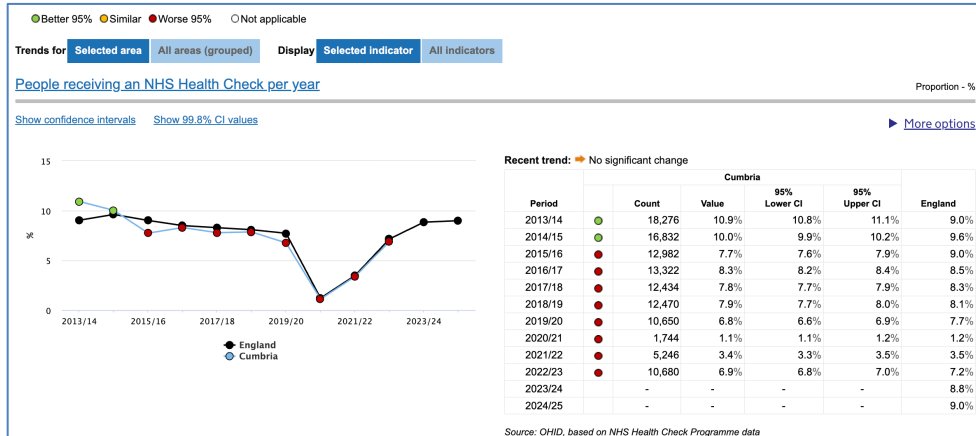 Better 95% Similar Worse 95% Not applicable
Trends for Selected area All areas (grouped) Display Selected indicator All indicators
People receiving an NHS Health Check per year
Proportion - %
Show confidence intervals Show 99.8% CI values
More options
15
10
5
0
%
2013/14 2015/16 2017/18 2019/20 2021/22 2023/24
England
Cumbria
Recent trend: No significant change
Cumbria
Period Count Value 95% Lower CI 95% Upper CI England
2013/14 18,276 10.9% 10.8% 11.1% 9.0%
2014/15 16,832 10.0% 9.9% 10.2% 9.6%
2015/16 12,982 7.7% 7.6% 7.9% 9.0%
2016/17 13,322 8.3% 8.2% 8.4% 8.5%
2017/18 12,434 7.8% 7.7% 7.9% 8.3%
2018/19 12,470 7.9% 7.7% 8.0% 8.1%
2019/20 10,650 6.8% 6.6% 6.9% 7.7%
2020/21 1,744 1.1% 1.1% 1.2% 1.2%
2021/22 5,246 3.4% 3.3% 3.5% 3.5%
2022/23 10,680 6.9% 6.8% 7.0% 7.2%
2023/24 - - - - 8.8%
2024/25 - - - - 9.0%
Source: OHID, based on NHS Health Check Programme data